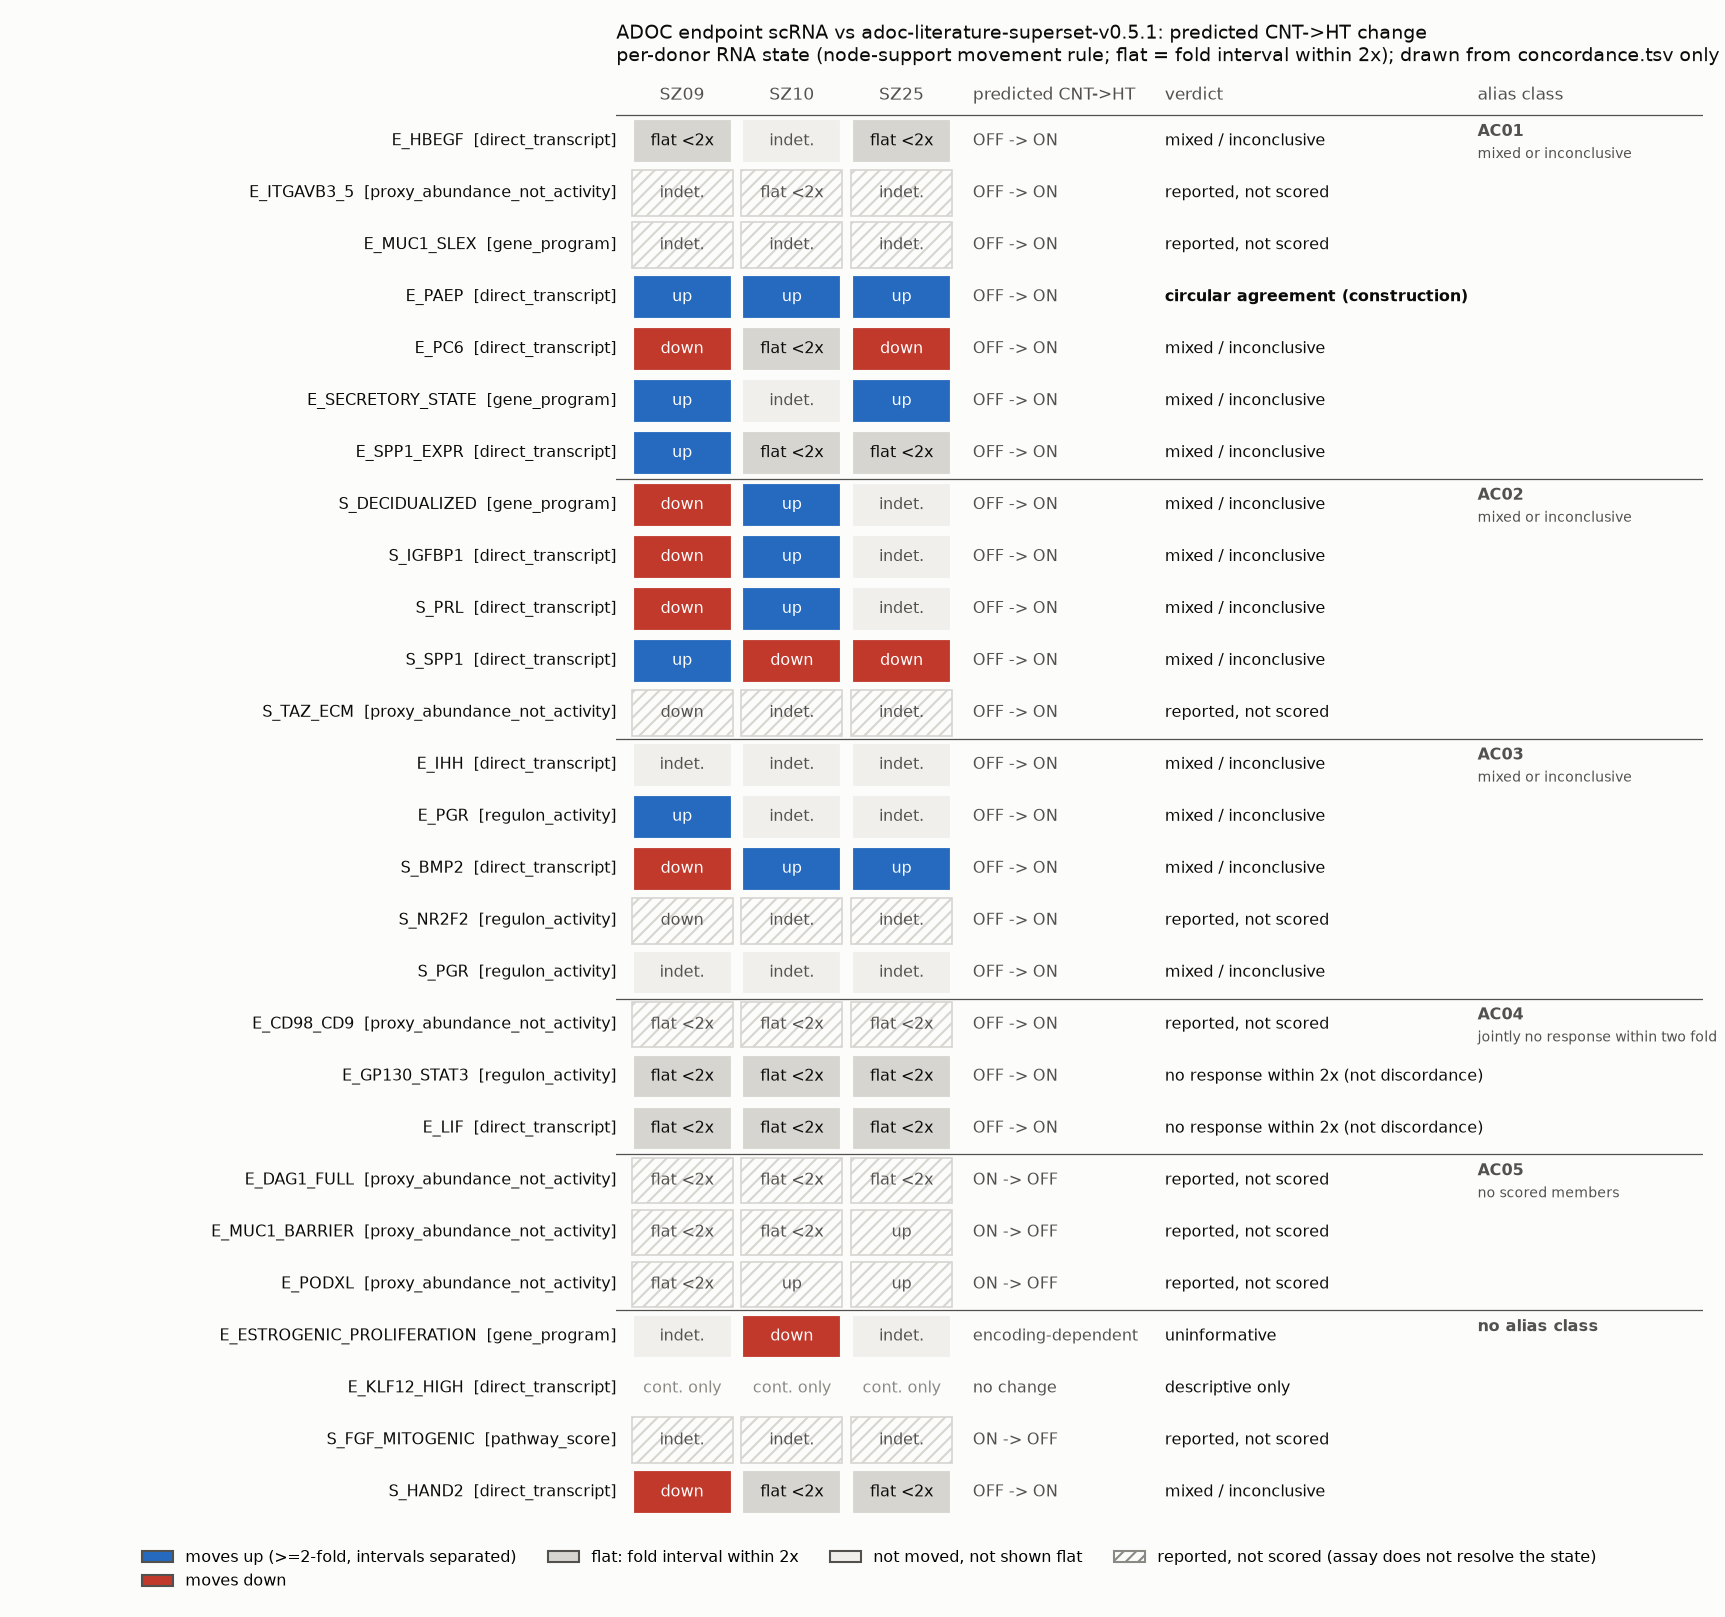 ADOC endpoint scRNA vs adoc-literature-superset-v0.5.1: predicted CNT->HT change
per-donor RNA state (node-support movement rule; flat = fold interval within 2x); drawn from concordance.tsv only
SZ09 SZ10 SZ25 predicted CNT->HT verdict alias class
E_HBEGF [direct_transcript] flat <2x indet. flat <2x OFF -> ON mixed / inconclusive AC01
mixed or inconclusive
E_ITGAVB3_5 [proxy_abundance_not_activity] indet. flat <2x indet. OFF -> ON reported, not scored
E_MUC1_SLEX [gene_program] indet. indet. indet. OFF -> ON reported, not scored
E_PAEP [direct_transcript] up up up OFF -> ON circular agreement (construction)
E_PC6 [direct_transcript] down flat <2x down OFF -> ON mixed / inconclusive
E_SECRETORY_STATE [gene_program] up indet. up OFF -> ON mixed / inconclusive
E_SPP1_EXPR [direct_transcript] up flat <2x flat <2x OFF -> ON mixed / inconclusive
S_DECIDUALIZED [gene_program] down up indet. OFF -> ON mixed / inconclusive AC02
mixed or inconclusive
S_IGFBP1 [direct_transcript] down up indet. OFF -> ON mixed / inconclusive
S_PRL [direct_transcript] down up indet. OFF -> ON mixed / inconclusive
S_SPP1 [direct_transcript] up down down OFF -> ON mixed / inconclusive
S_TAZ_ECM [proxy_abundance_not_activity] down indet. indet. OFF -> ON reported, not scored
E_IHH [direct_transcript] indet. indet. indet. OFF -> ON mixed / inconclusive AC03
mixed or inconclusive
E_PGR [regulon_activity] up indet. indet. OFF -> ON mixed / inconclusive
S_BMP2 [direct_transcript] down up up OFF -> ON mixed / inconclusive
S_NR2F2 [regulon_activity] down indet. indet. OFF -> ON reported, not scored
S_PGR [regulon_activity] indet. indet. indet. OFF -> ON mixed / inconclusive
E_CD98_CD9 [proxy_abundance_not_activity] flat <2x flat <2x flat <2x OFF -> ON reported, not scored AC04
jointly no response within two fold
E_GP130_STAT3 [regulon_activity] flat <2x flat <2x flat <2x OFF -> ON no response within 2x (not discordance)
E_LIF [direct_transcript] flat <2x flat <2x flat <2x OFF -> ON no response within 2x (not discordance)
E_DAG1_FULL [proxy_abundance_not_activity] flat <2x flat <2x flat <2x ON -> OFF reported, not scored AC05
no scored members
E_MUC1_BARRIER [proxy_abundance_not_activity] flat <2x flat <2x up ON -> OFF reported, not scored
E_PODXL [proxy_abundance_not_activity] flat <2x up up ON -> OFF reported, not scored
E_ESTROGENIC_PROLIFERATION [gene_program] indet. down indet. encoding-dependent uninformative no alias class
E_KLF12_HIGH [direct_transcript] cont. only cont. only cont. only no change descriptive only
S_FGF_MITOGENIC [pathway_score] indet. indet. indet. ON -> OFF reported, not scored
S_HAND2 [direct_transcript] down flat <2x flat <2x OFF -> ON mixed / inconclusive
moves up (>=2-fold, intervals separated) flat: fold interval within 2x not moved, not shown flat reported, not scored (assay does not resolve the state)
moves down